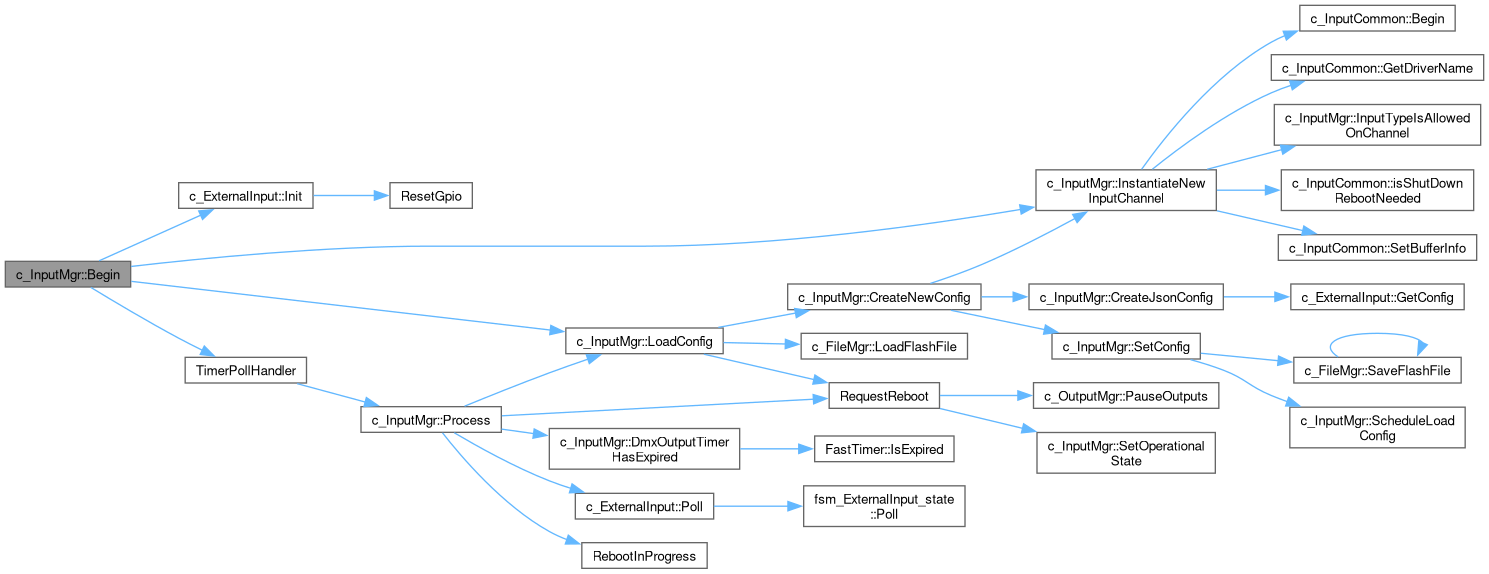 c_InputMgr::Begin
c_ExternalInput::Init
ResetGpio
TimerPollHandler
c_InputMgr::Process
c_InputMgr::LoadConfig
c_InputMgr::DmxOutputTimer
HasExpired
c_ExternalInput::Poll
RebootInProgress
c_InputMgr::CreateNewConfig
c_FileMgr::LoadFlashFile
RequestReboot
FastTimer::IsExpired
fsm_ExternalInput_state
::Poll
c_InputMgr::InstantiateNew
InputChannel
c_InputMgr::CreateJsonConfig
c_InputMgr::SetConfig
c_OutputMgr::PauseOutputs
c_InputMgr::SetOperational
State
c_InputCommon::Begin
c_InputCommon::GetDriverName
c_InputMgr::InputTypeIsAllowed
OnChannel
c_InputCommon::isShutDown
RebootNeeded
c_InputCommon::SetBufferInfo
c_ExternalInput::GetConfig
c_FileMgr::SaveFlashFile
c_InputMgr::ScheduleLoad
Config